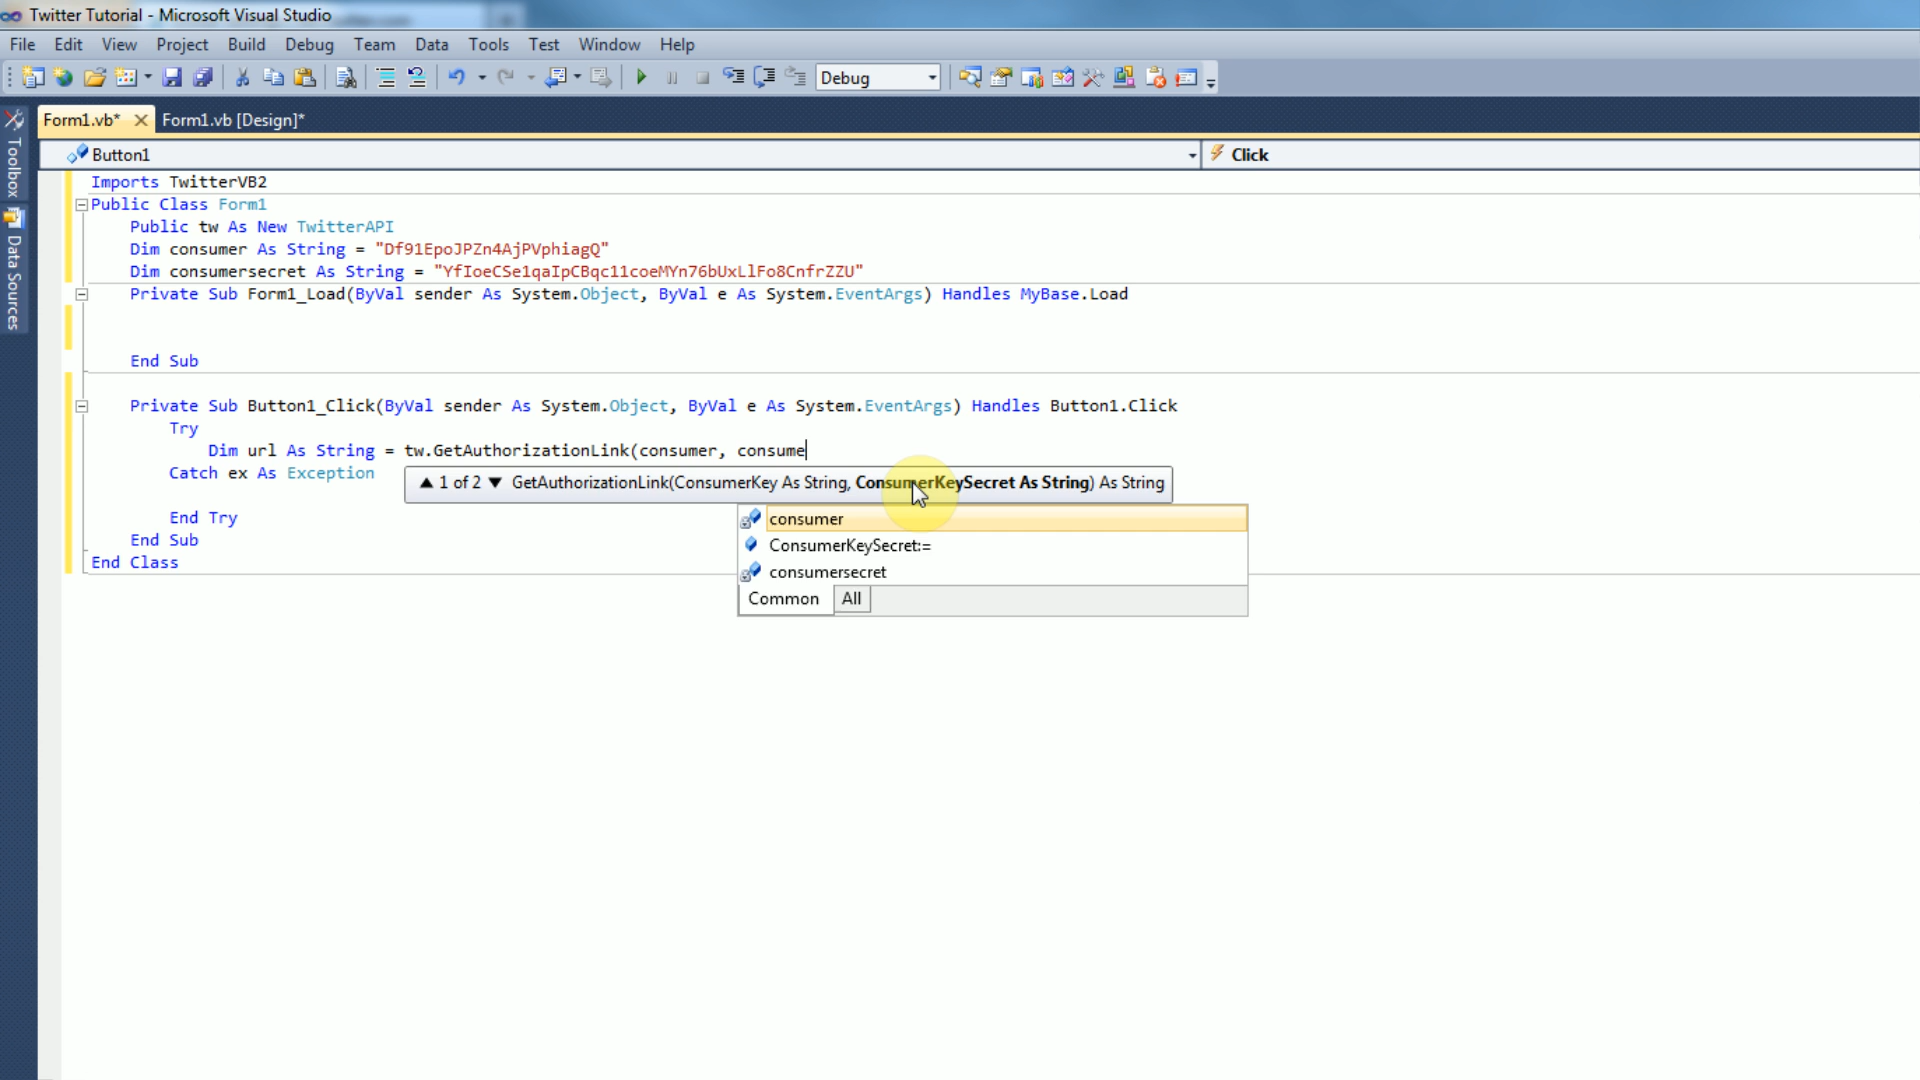 Twitter Tutorial - Microsoft Visual Studio
File Edit View Project Build Debug Team Data Tools Test Window Help
Debug
Toolbox
Data Sources
Form1.vb* Form1.vb [Design]*
Button1 Click
Imports TwitterVB2
Public Class Form1
Public tw As New TwitterAPI
Dim consumer As String = "Df91EpoJPZn4AjPVphiagQ"
Dim consumersecret As String = "YfIoeCSe1qaIpCBqc11coeMYn76bUxLlFo8CnfrZZU"
Private Sub Form1_Load(ByVal sender As System.Object, ByVal e As System.EventArgs) Handles MyBase.Load
End Sub
Private Sub Button1_Click(ByVal sender As System.Object, ByVal e As System.EventArgs) Handles Button1.Click
Try
Dim url As String = tw.GetAuthorizationLink(consumer, consume
Catch ex As Exception
▲ 1 of 2 ▼ GetAuthorizationLink(ConsumerKey As String, ConsumerKeySecret As String) As String
End Try
End Sub
End Class
consumer
ConsumerKeySecret:=
consumersecret
Common All